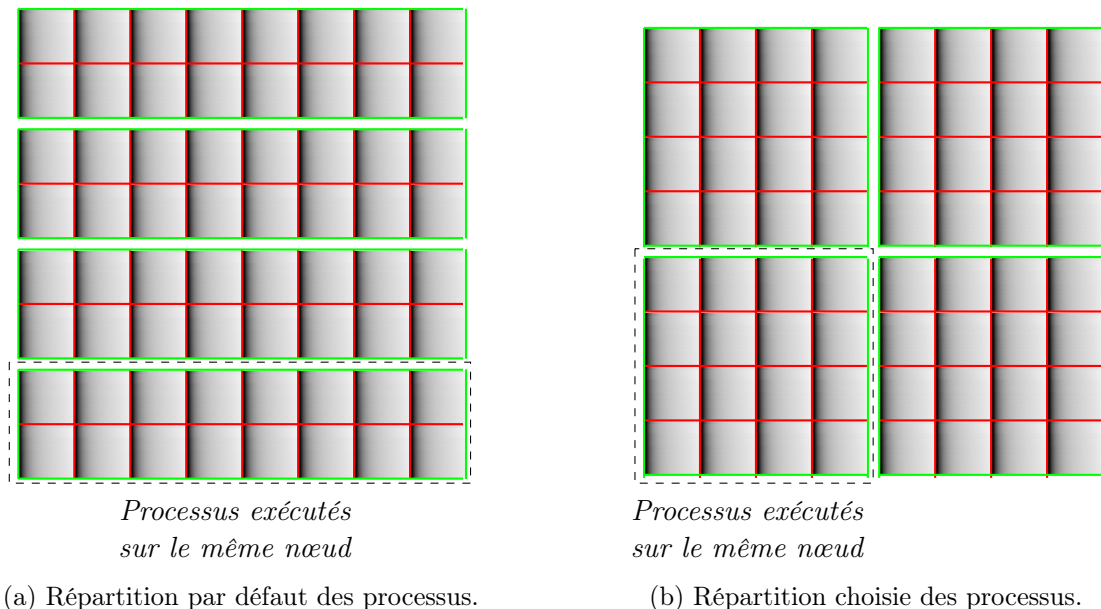 Processus exécutés
sur le même nœud
Processus exécutés
sur le même nœud
(a) Répartition par défaut des processus.
(b) Répartition choisie des processus.